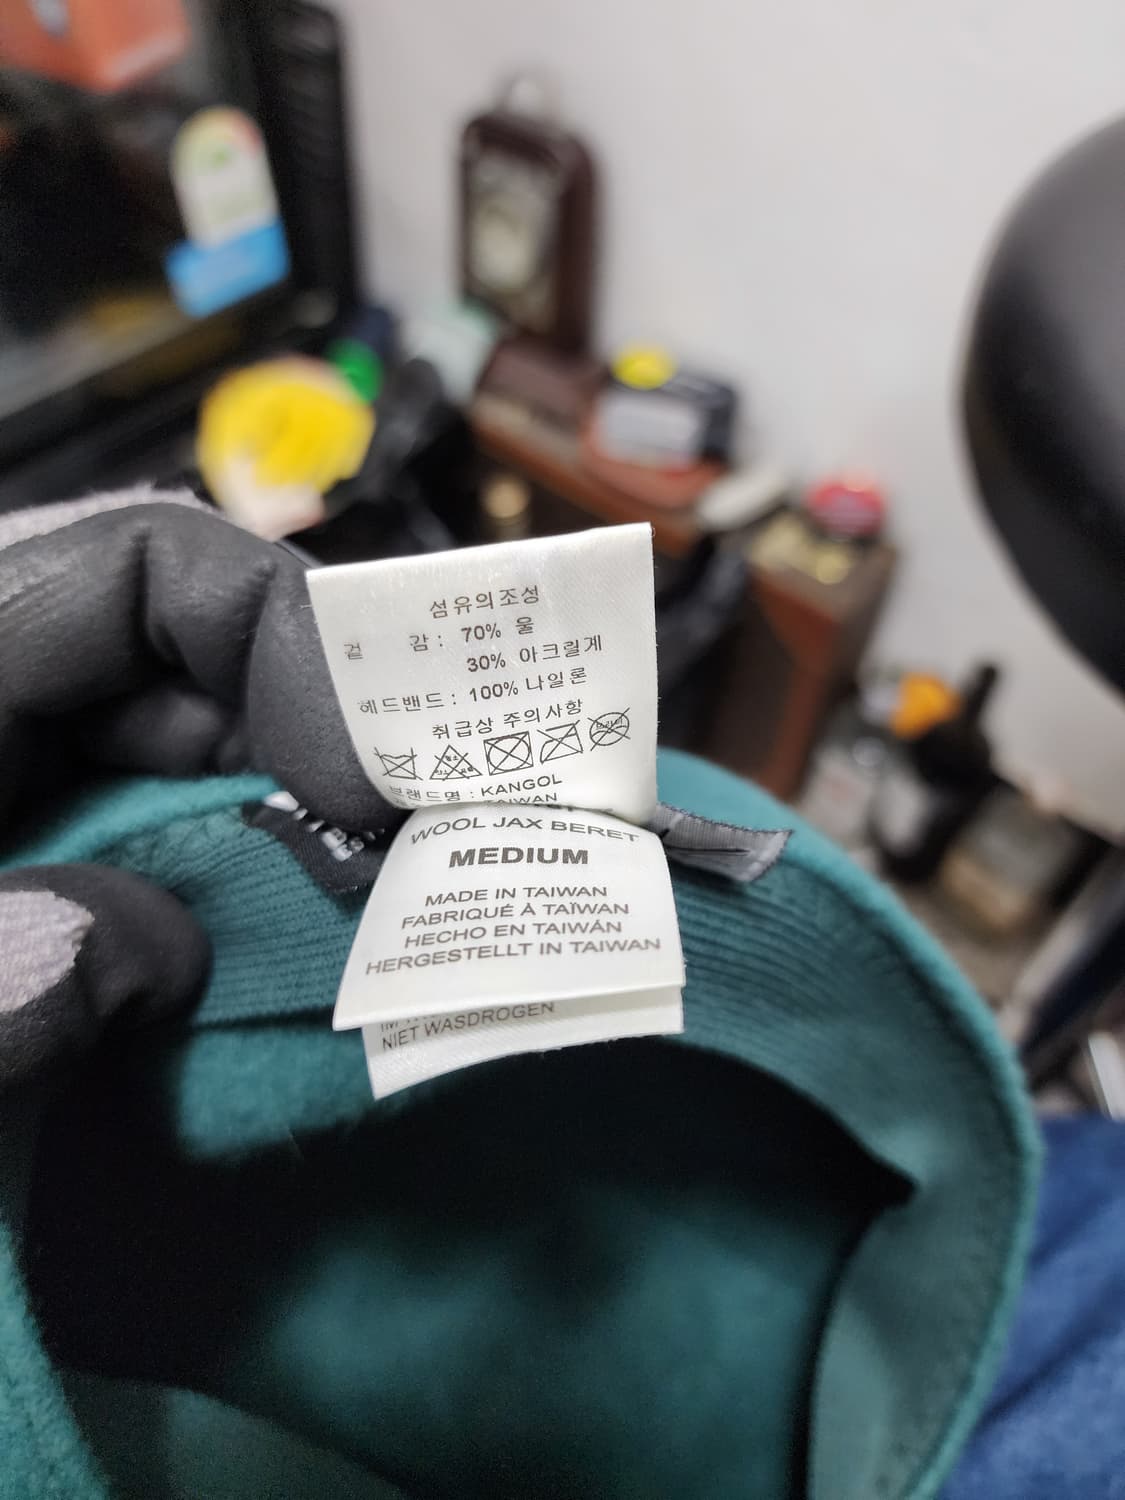 섬유의조성
겉 감 : 70% 울
30% 아크릴계
헤드밴드 : 100% 나일론
취급상 주의사항
브랜드명 : KANGOL
TAIWAN
WOOL JAX BERET
MEDIUM
MADE IN TAIWAN
FABRIQUÉ À TAÏWAN
HECHO EN TAIWÁN
HERGESTELLT IN TAIWAN
NIET WASDROGEN